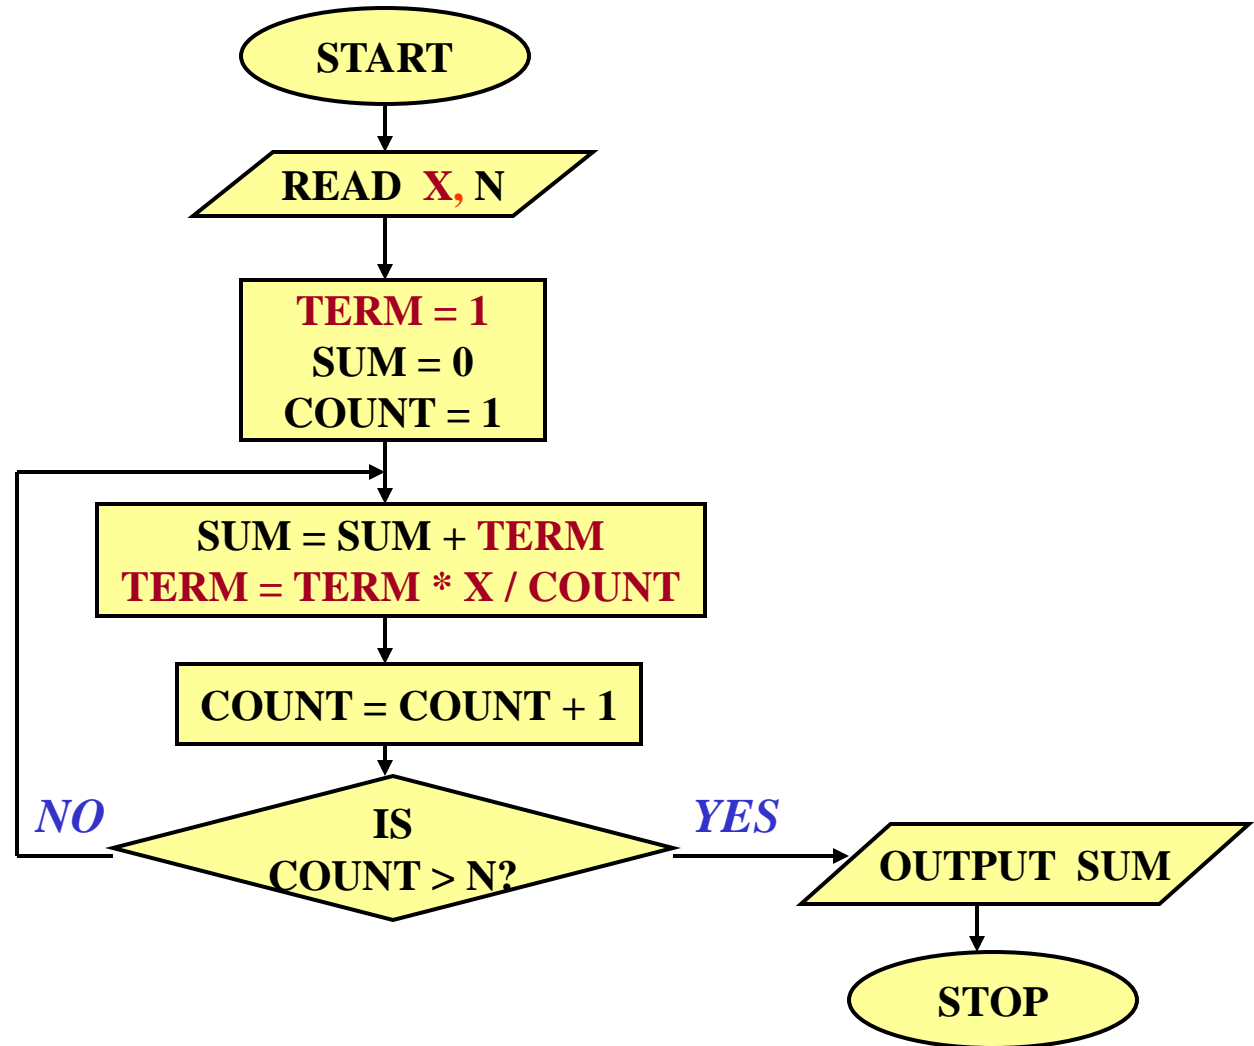 START
READ X, N
TERM = 1
SUM = 0
COUNT = 1
SUM = SUM + TERM
TERM = TERM * X / COUNT
COUNT = COUNT + 1
NO
IS
COUNT > N?
YES
OUTPUT SUM
STOP